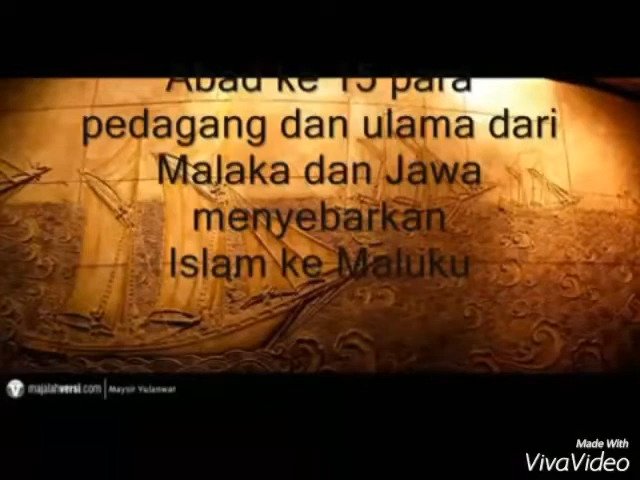 Abad ke 15 para
pedagang dan ulama dari
Malaka dan Jawa
menyebarkan
Islam ke Maluku
majalahversi.com
Made With
VivaVideo